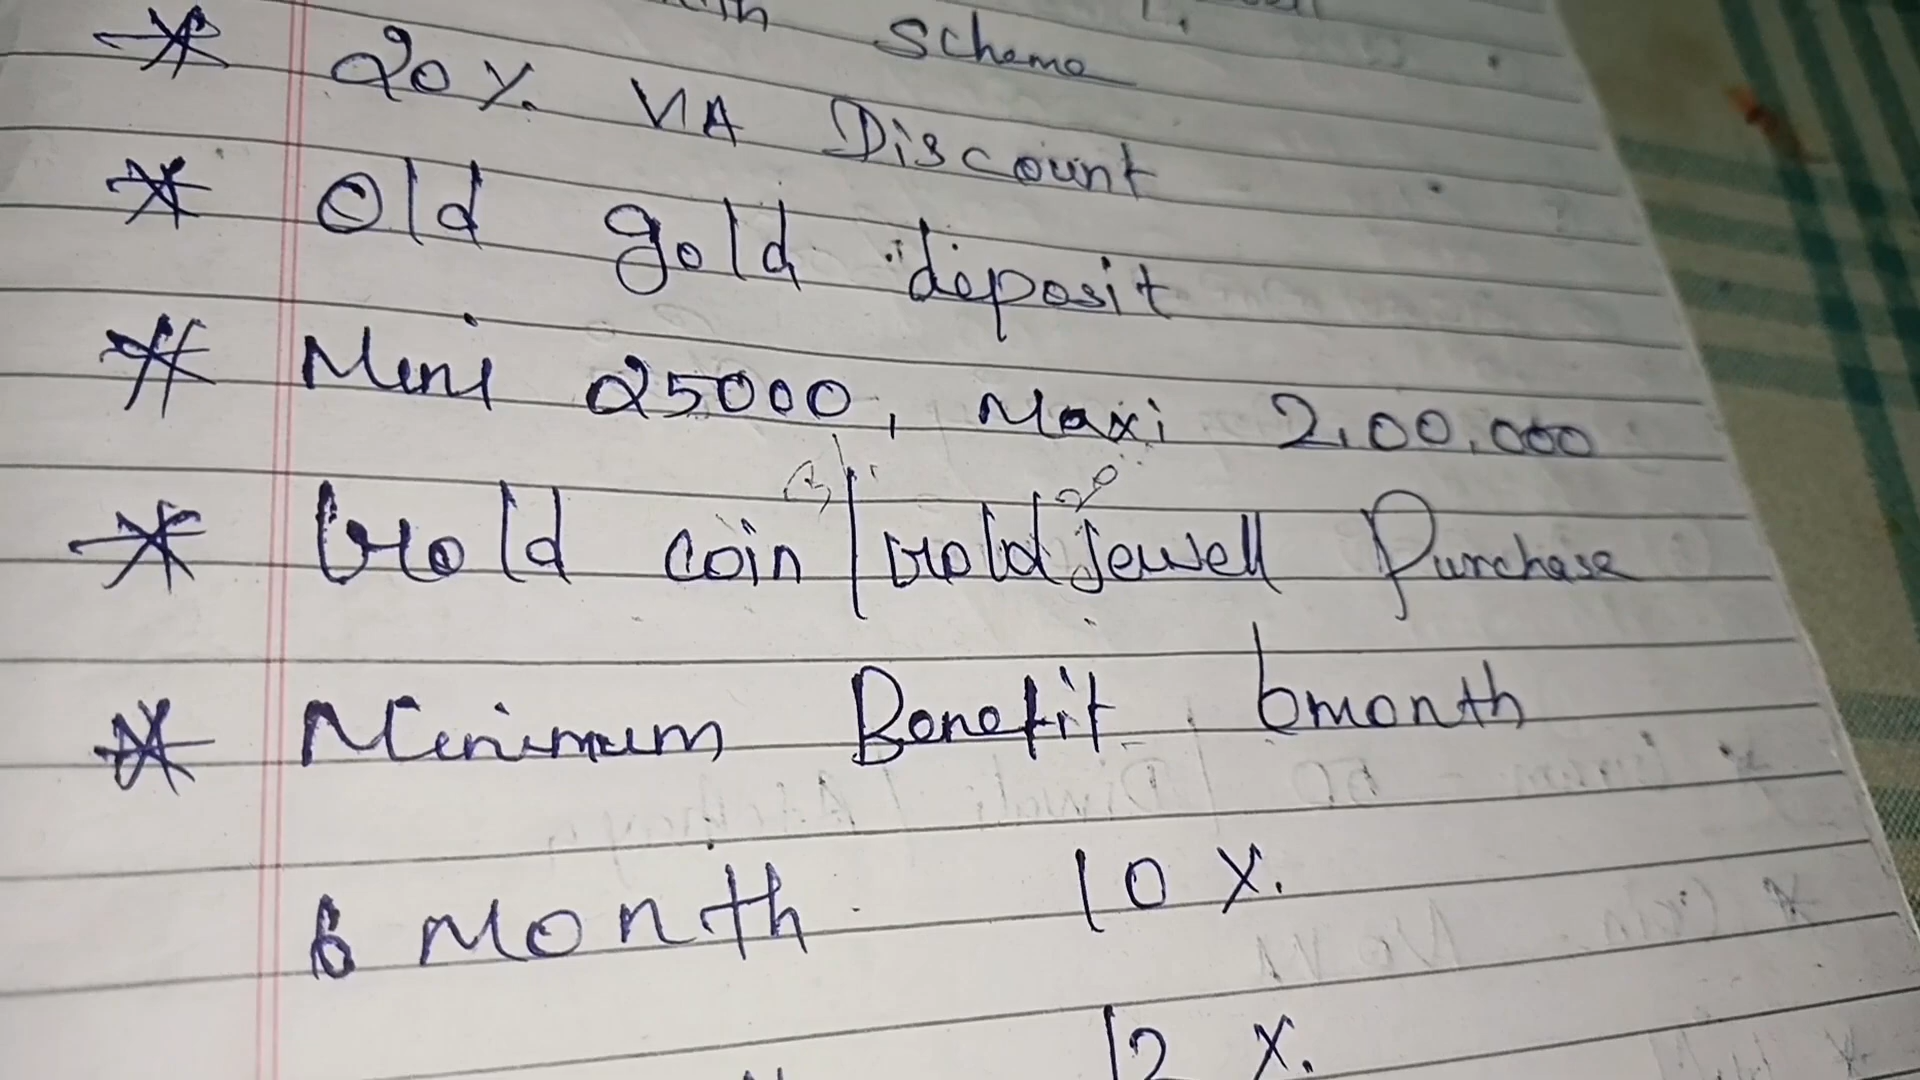 Scheme
* 20% VA Discount
* Old gold deposit
* Mini 25000, Maxi 2,00,000
* Gold coin | Gold Jewell Purchase
* Minimum Benefit 6month
6 Month 10 %.
12 %.